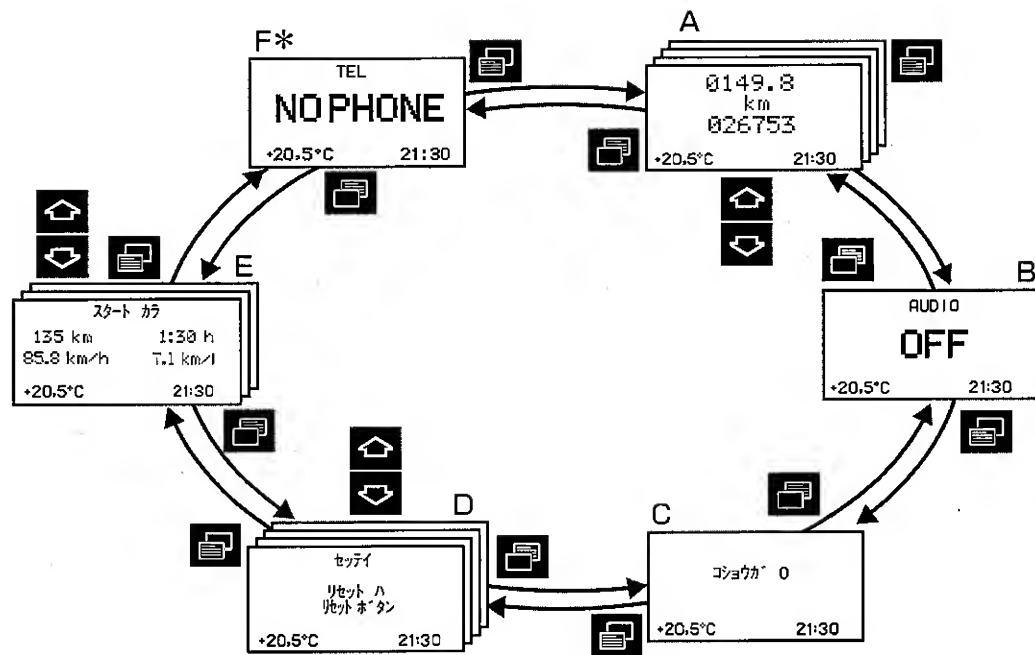 F*
TEL
NO PHONE
+20,5°C 21:30
A
0149.8
km
026753
+20,5°C 21:30
B
AUDIO
OFF
+20,5°C 21:30
C
コショウガ 0
+20,5°C 21:30
D
セッテイ
リセット ハ
リセット ボタン
+20,5°C 21:30
E
スタート カラ
135 km 1:30 h
85.8 km/h 7.1 km/l
+20,5°C 21:30